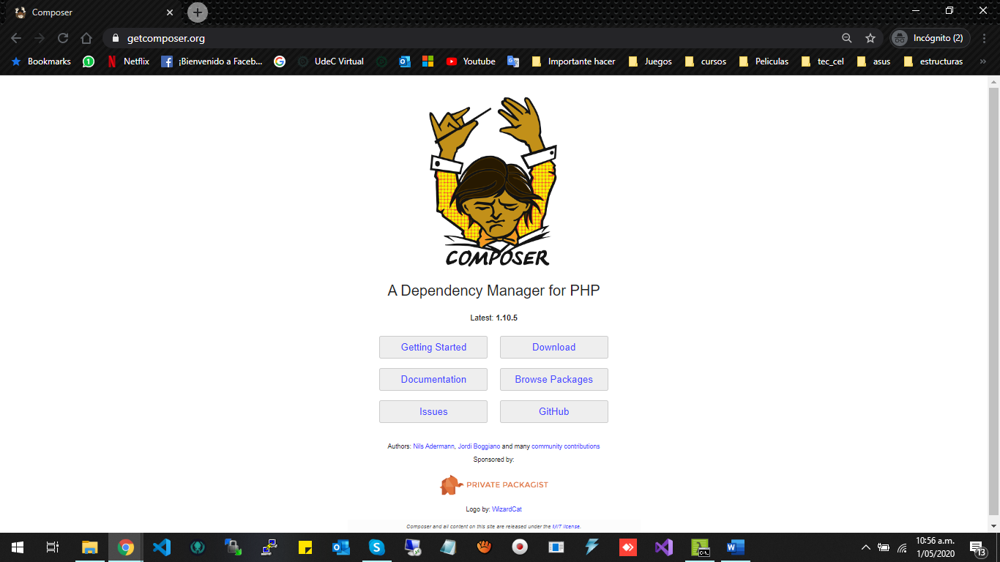 Composer
getcomposer.org
Incógnito (2)
Bookmarks
1
Netflix
¡Bienvenido a Faceb...
UdeC Virtual
Youtube
Importante hacer
Juegos
cursos
Peliculas
tec_cel
asus
estructuras
»
COMPOSER
A Dependency Manager for PHP
Latest: 1.10.5
Getting Started
Download
Documentation
Browse Packages
Issues
GitHub
Authors: Nils Adermann, Jordi Boggiano and many community contributions
Sponsored by:
PRIVATE PACKAGIST
Logo by: WizardCat
Composer and all content on this site are released under the MIT license.
10:56 a.m.
1/05/2020
13